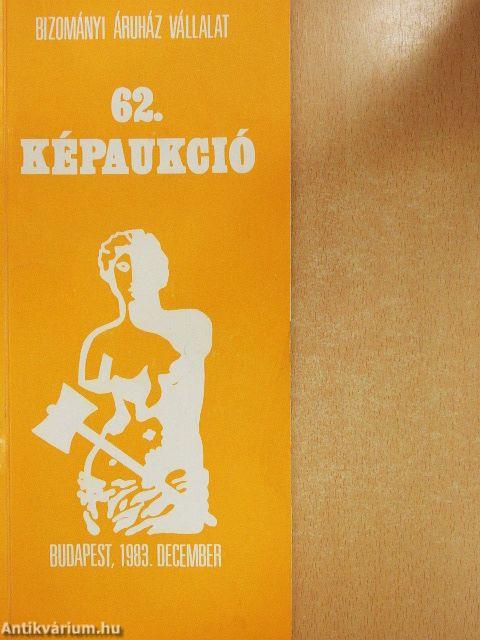 BIZOMÁNYI ÁRUHÁZ VÁLLALAT
62.
KÉPAUKCIÓ
BUDAPEST, 1983. DECEMBER
Antikvárium.hu